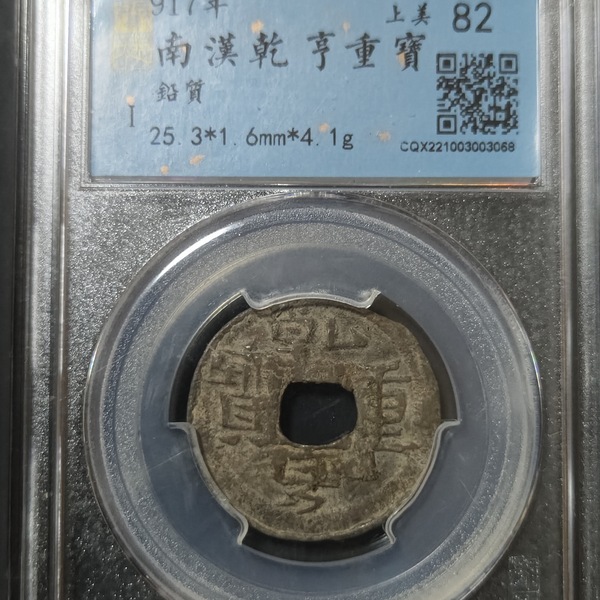 917年
上美 82
南漢乾亨重寶
鉛質
1
25.3*1.6mm*4.1g
CQX221003003068
乾亨重寶